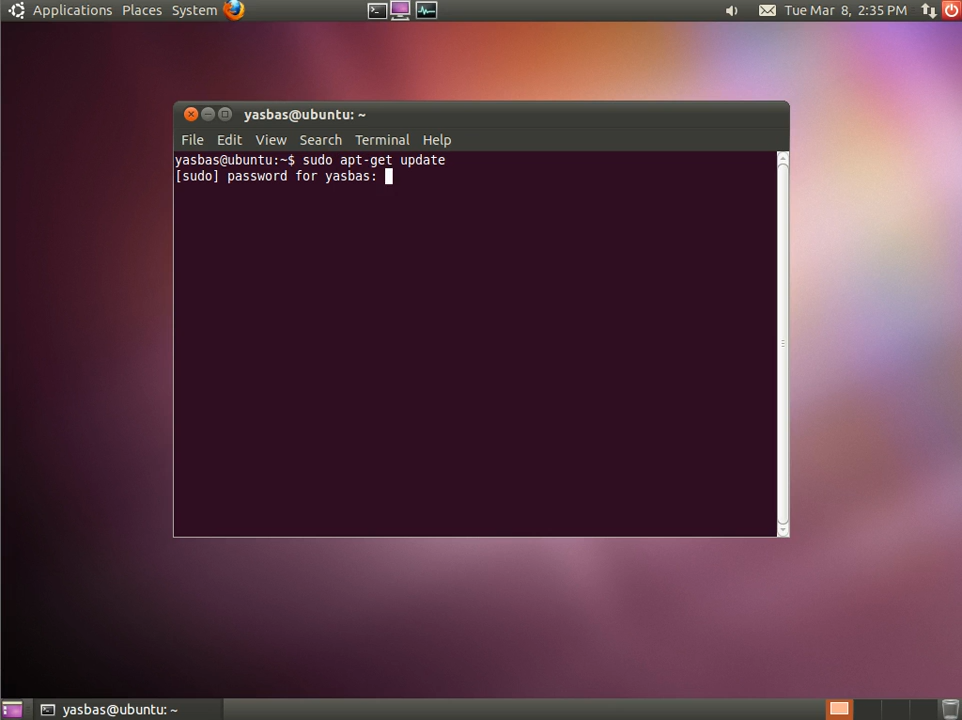 Applications Places System Tue Mar 8, 2:35 PM
yasbas@ubuntu: ~
File Edit View Search Terminal Help
yasbas@ubuntu:~$ sudo apt-get update
[sudo] password for yasbas:
yasbas@ubuntu: ~